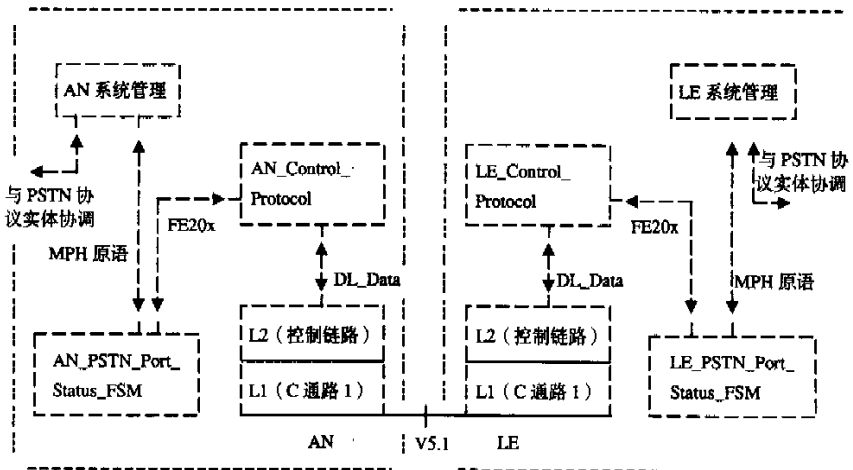 AN 系统管理
LE 系统管理
与 PSTN 协
议实体协调
AN_Control_
Protocol
LE_Control_
Protocol
与 PSTN 协
议实体协调
FE20x
FE20x
MPH 原语
DL_Data
DL_Data
MPH 原语
AN_PSTN_Port_
Status_FSM
L2（控制链路）
L1（C 通路 1）
L2（控制链路）
L1（C 通路 1）
LE_PSTN_Port_
Status_FSM
AN
V5.1
LE